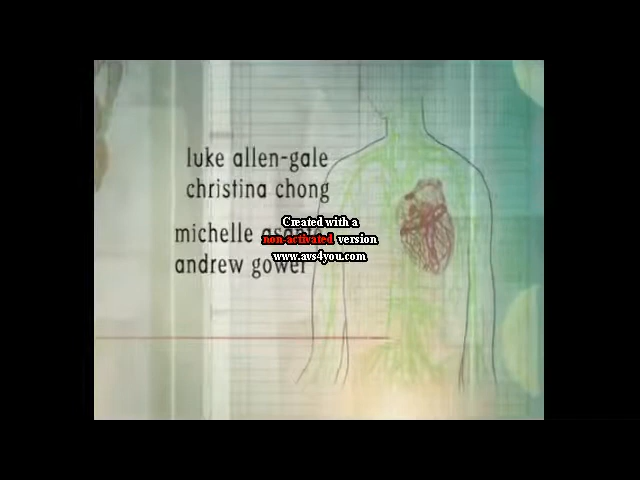 luke allen-gale
christina chong
Created with a
michelle
non-activated version
www.avs4you.com
andrew gower